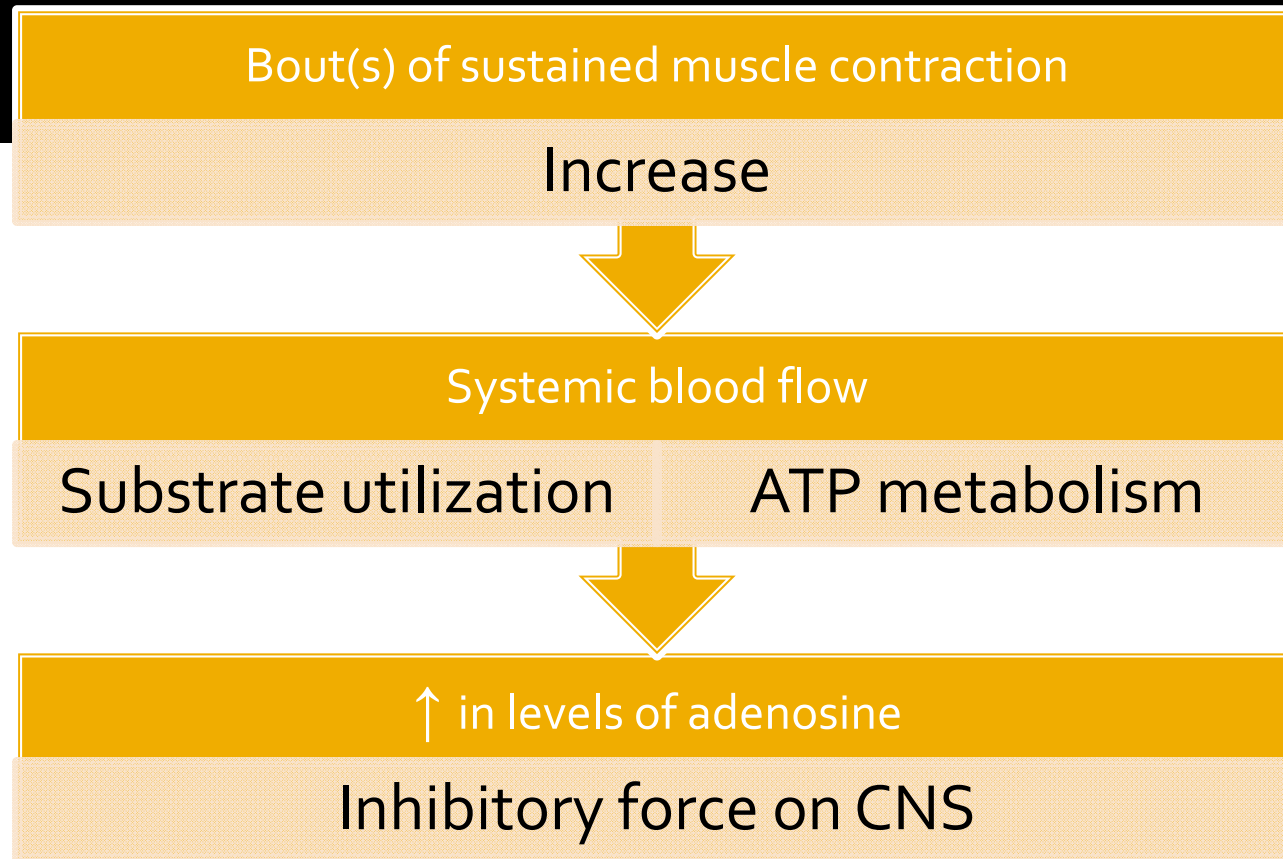 Bout(s) of sustained muscle contraction
Increase
Systemic blood flow
Substrate utilization ATP metabolism
↑ in levels of adenosine
Inhibitory force on CNS